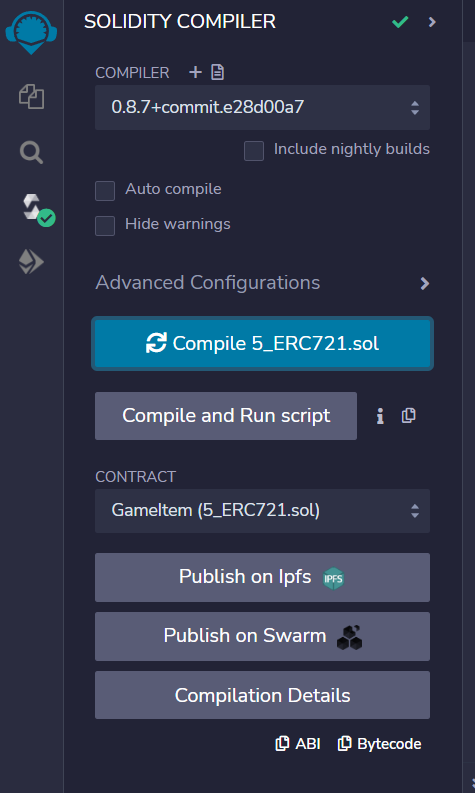 SOLIDITY COMPILER
COMPILER
0.8.7+commit.e28d00a7
Include nightly builds
Auto compile
Hide warnings
Advanced Configurations
Compile 5_ERC721.sol
Compile and Run script
CONTRACT
GameItem (5_ERC721.sol)
Publish on Ipfs IPFS
Publish on Swarm
Compilation Details
ABI Bytecode